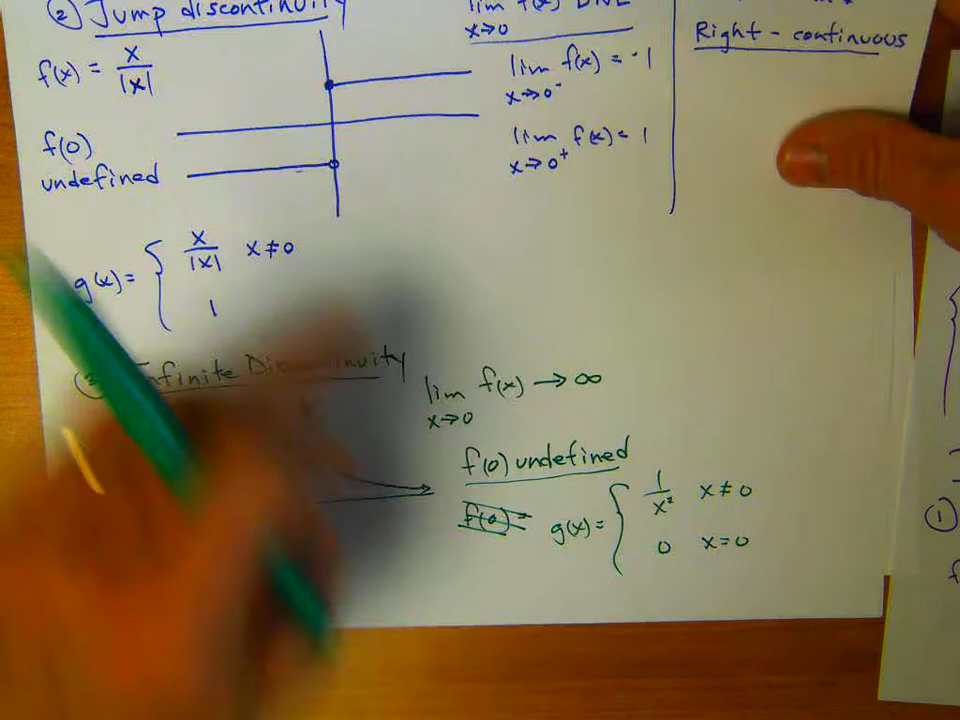 ② Jump discontinuity
f(x) = x/|x|
f(0)
undefined
lim f(x) DNE
x→0
lim f(x) = -1
x→0⁻
lim f(x) = 1
x→0⁺
Right - continuous
g(x) = { x/|x| x≠0
1
Infinite Discontinuity
lim f(x) → ∞
x→0
f(0) undefined
f(0) =
g(x) = { 1/x² x≠0
0 x=0
①